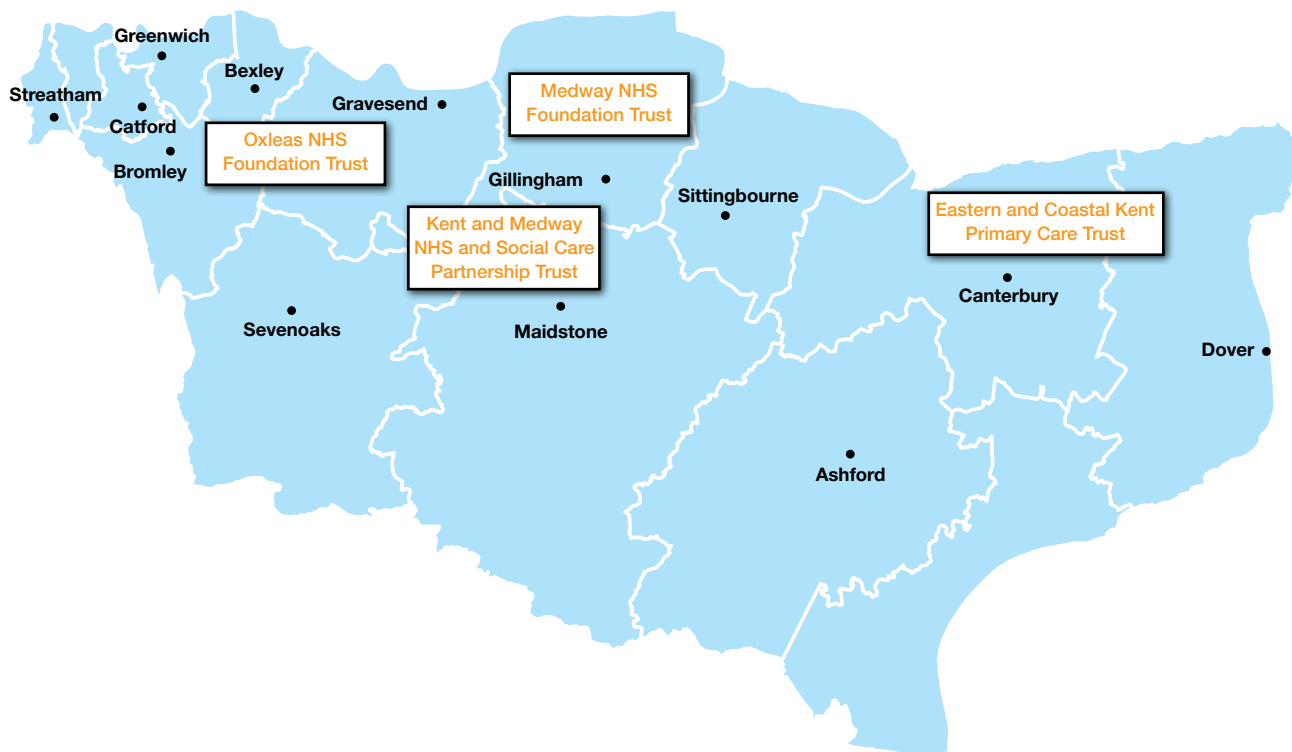 Greenwich
Bexley
Streatham
Catford
Bromley
Gravesend
Oxleas NHS
Foundation Trust
Medway NHS
Foundation Trust
Gillingham
Sittingbourne
Kent and Medway
NHS and Social Care
Partnership Trust
Eastern and Coastal Kent
Primary Care Trust
Canterbury
Sevenoaks
Maidstone
Dover
Ashford